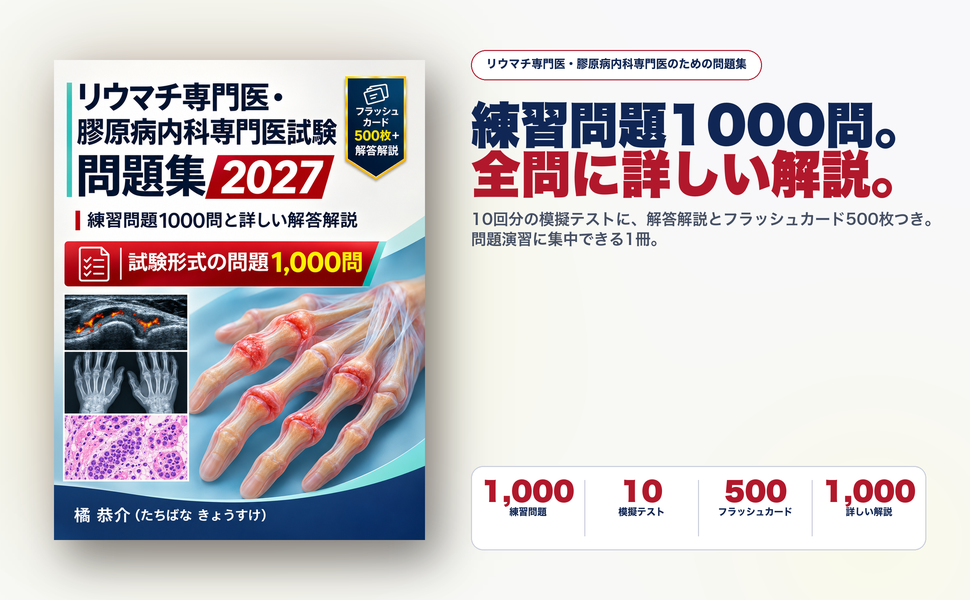 リウマチ専門医・
膠原病内科専門医試験
問題集 2027
練習問題1000問と詳しい解答解説
フラッシュ
カード
500枚+
解答解説
試験形式の問題1,000問
橘 恭介(たちばな きょうすけ)
リウマチ専門医・膠原病内科専門医のための問題集
練習問題1000問。
全問に詳しい解説。
10回分の模擬テストに、解答解説とフラッシュカード500枚つき。
問題演習に集中できる1冊。
1,000
練習問題
10
模擬テスト
500
フラッシュカード
1,000
詳しい解説